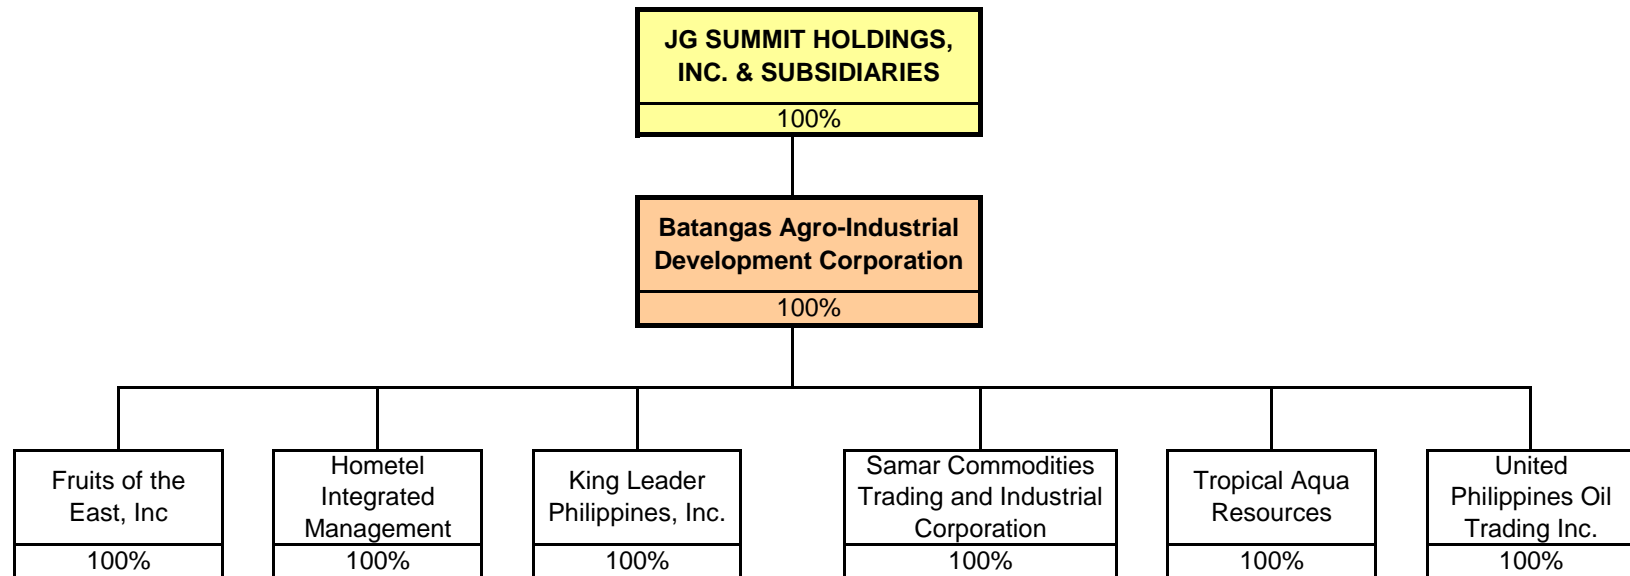 JG SUMMIT HOLDINGS,
INC. & SUBSIDIARIES
100%
Batangas Agro-Industrial
Development Corporation
100%
Fruits of the
East, Inc
100%
Hometel
Integrated
Management
100%
King Leader
Philippines, Inc.
100%
Samar Commodities
Trading and Industrial
Corporation
100%
Tropical Aqua
Resources
100%
United
Philippines Oil
Trading Inc.
100%